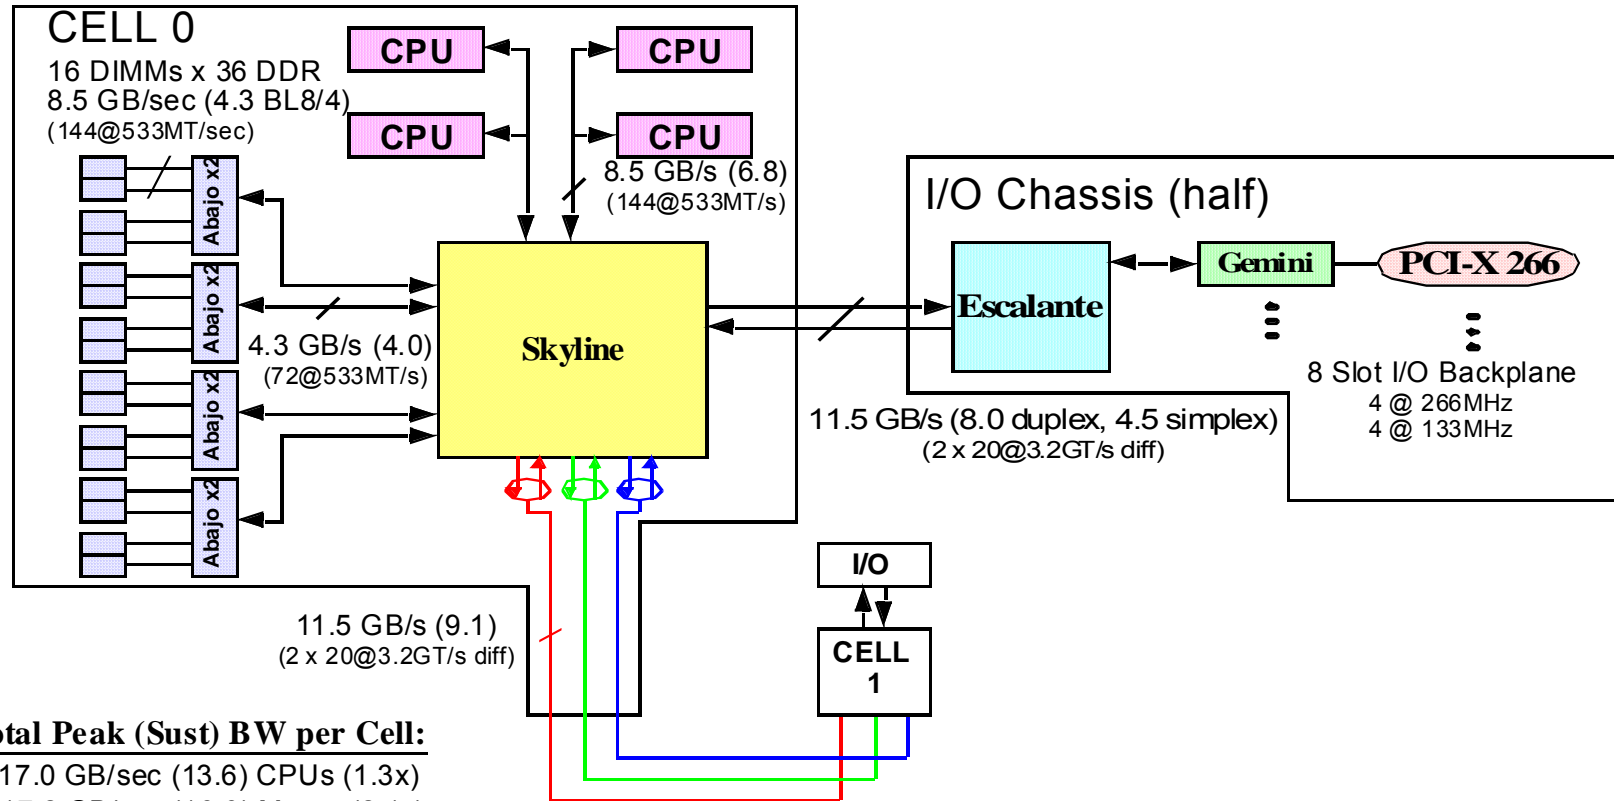 CELL 0
16 DIMMs x 36 DDR
8.5 GB/sec (4.3 BL8/4)
(144@533MT/sec)
CPU
CPU
CPU
CPU
8.5 GB/s (6.8)
(144@533MT/s)
Abajo x2
Abajo x2
Abajo x2
Abajo x2
4.3 GB/s (4.0)
(72@533MT/s)
Skyline
I/O Chassis (half)
Escalante
Gemini
PCI-X 266
8 Slot I/O Backplane
4 @ 266MHz
4 @ 133MHz
11.5 GB/s (8.0 duplex, 4.5 simplex)
(2 x 20@3.2GT/s diff)
11.5 GB/s (9.1)
(2 x 20@3.2GT/s diff)
I/O
CELL
1
otal Peak (Sust) BW per Cell:
17.0 GB/sec (13.6) CPUs (1.3x)